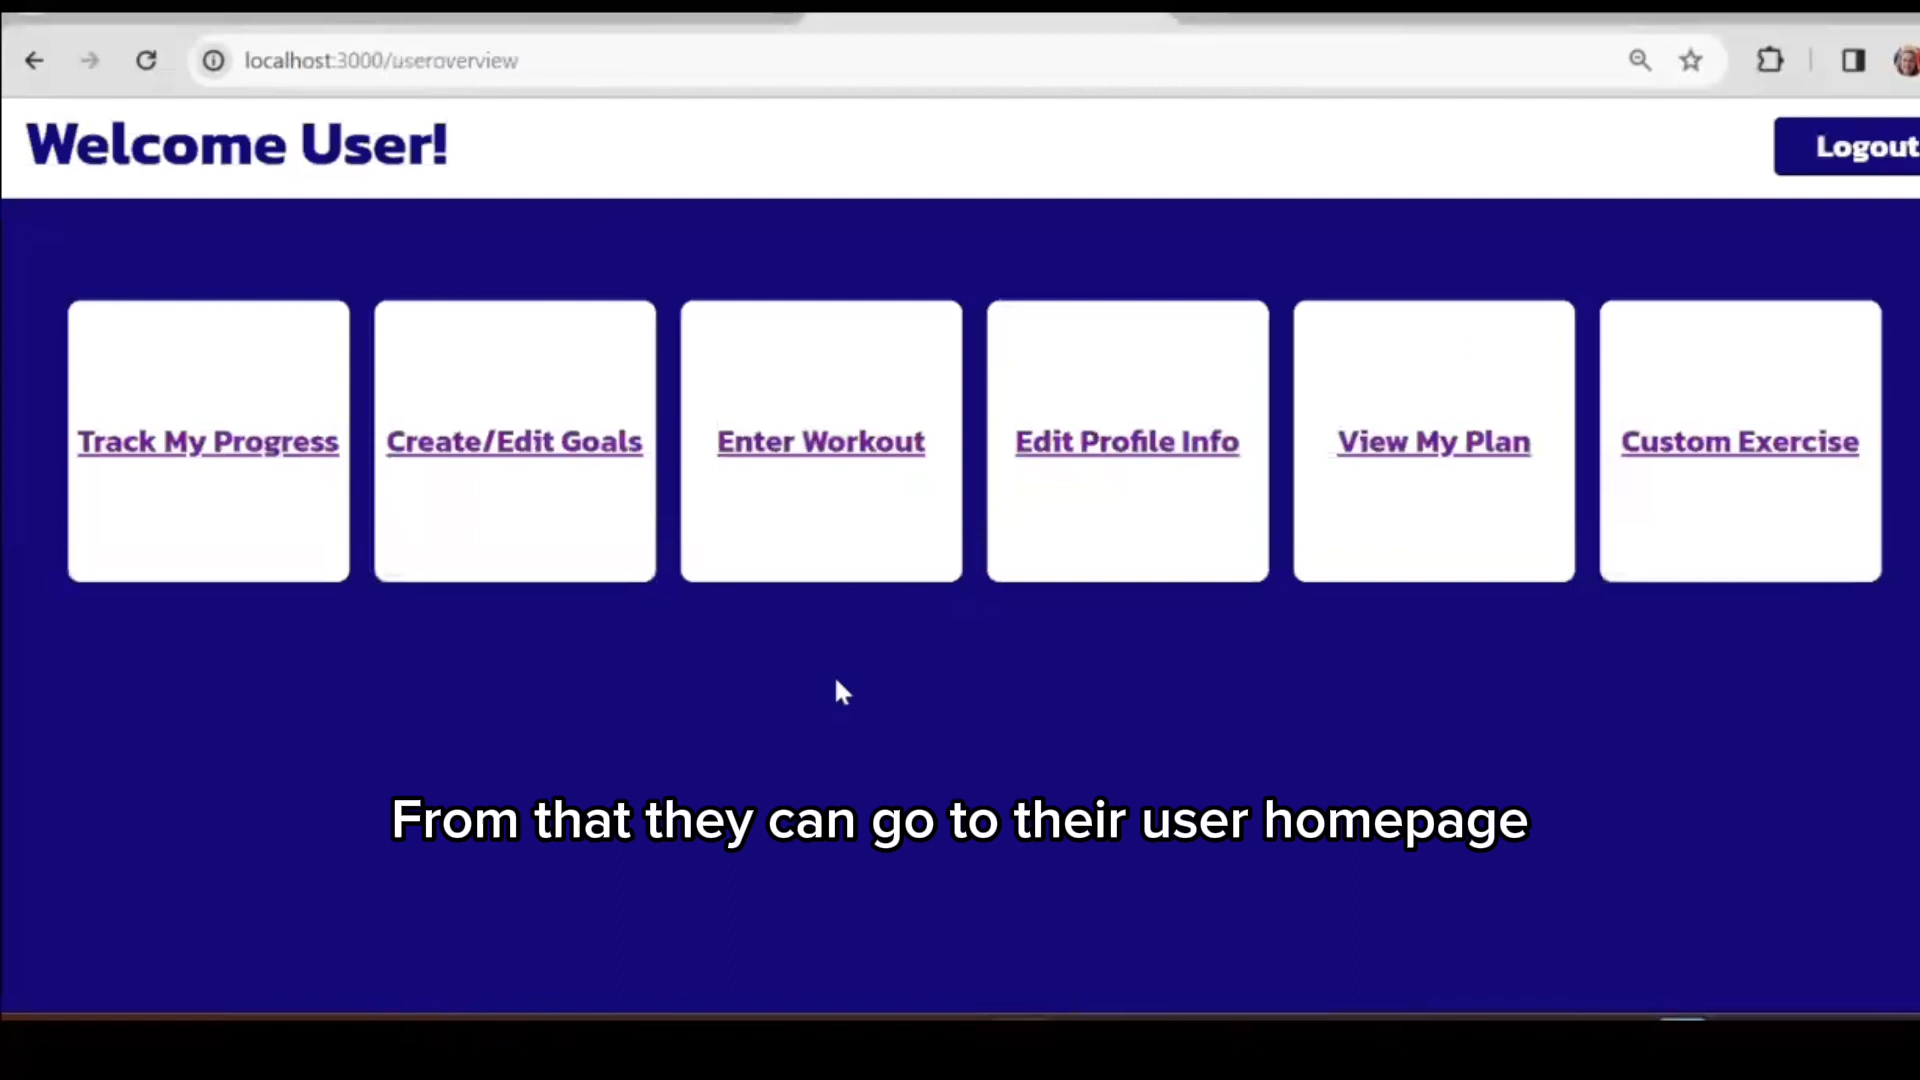 localhost:3000/useroverview
Welcome User!
Logout
Track My Progress
Create/Edit Goals
Enter Workout
Edit Profile Info
View My Plan
Custom Exercise
From that they can go to their user homepage